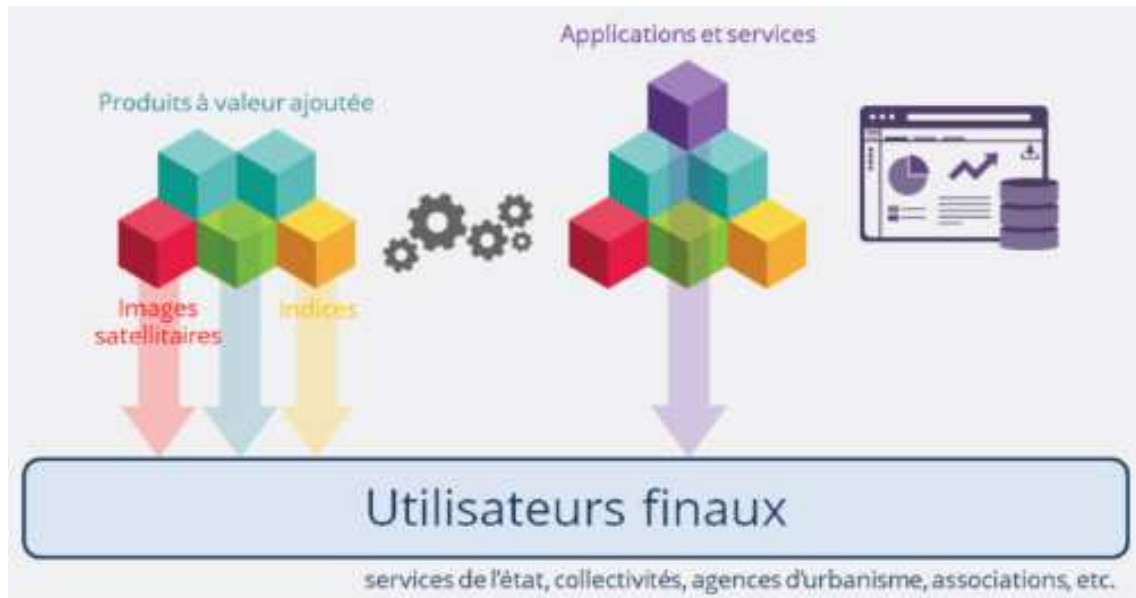 Applications et services
Produits à valeur ajoutée
Images
satellitaires
Indices
Utilisateurs finaux
services de l'état, collectivités, agences d'urbanisme, associations, etc.